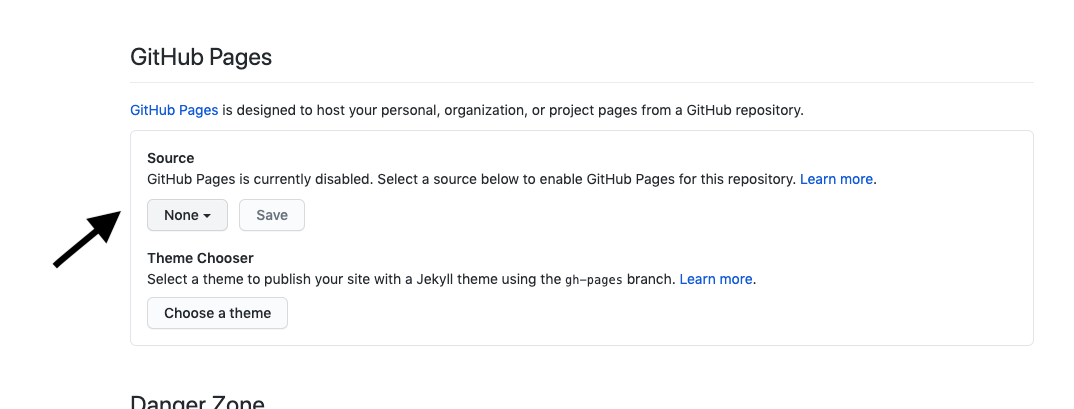 GitHub Pages
GitHub Pages is designed to host your personal, organization, or project pages from a GitHub repository.
Source
GitHub Pages is currently disabled. Select a source below to enable GitHub Pages for this repository. Learn more.
None Save
Theme Chooser
Select a theme to publish your site with a Jekyll theme using the gh-pages branch. Learn more.
Choose a theme
Danger Zone